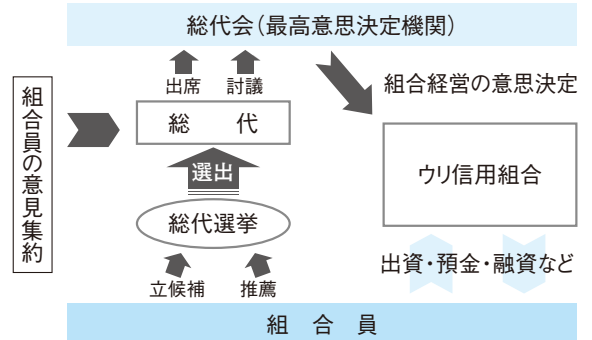 総代会（最高意思決定機関）
出席
討議
組合経営の意思決定
組合員の意見集約
総　代
ウリ信用組合
選出
総代選挙
出資・預金・融資など
立候補
推薦
組　合　員